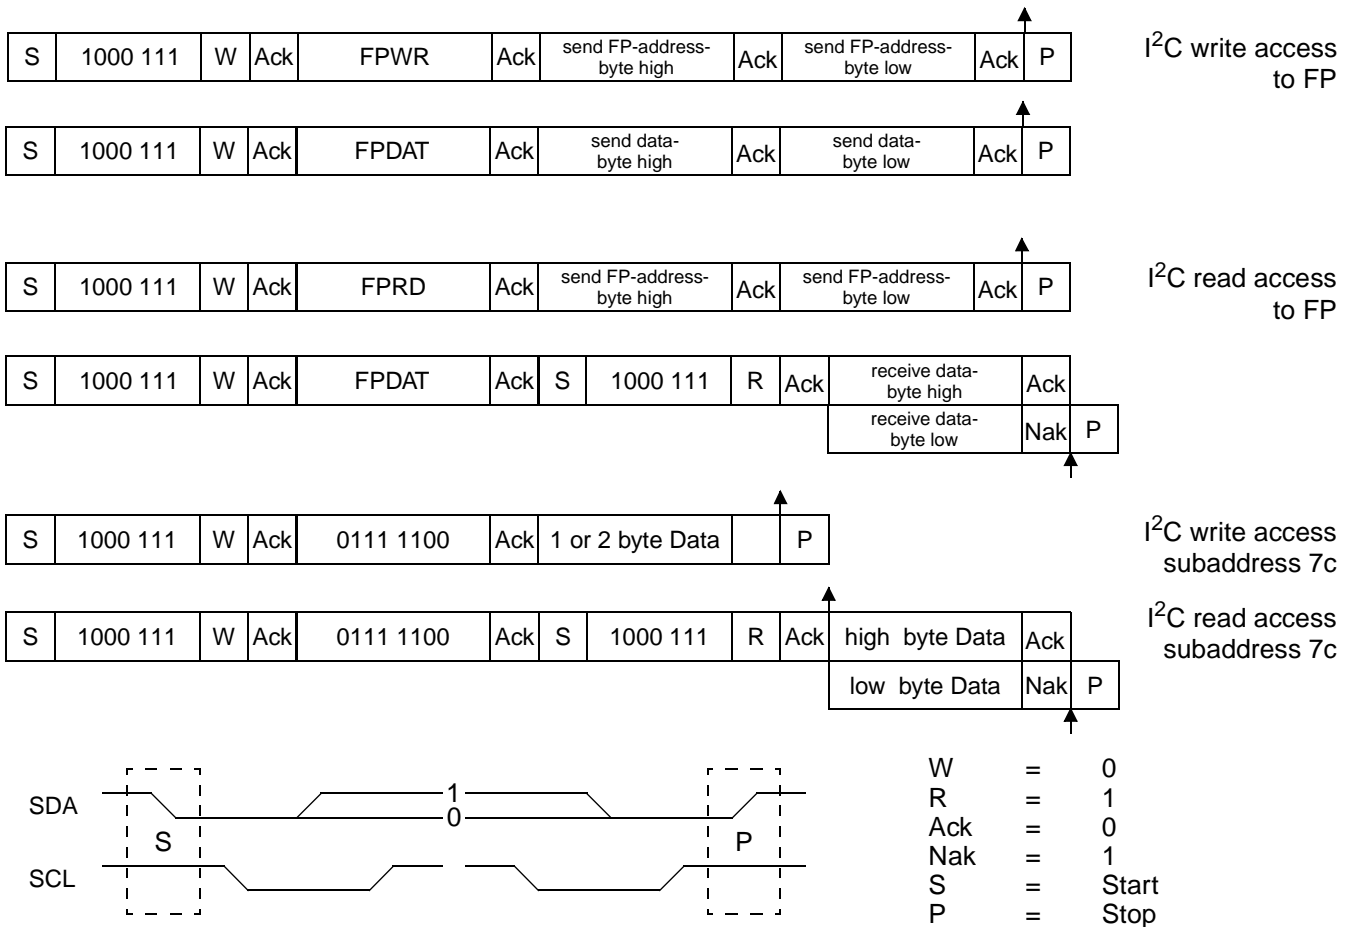 S 1000 111 W Ack FPWR Ack send FP-address-byte high Ack send FP-address-byte low Ack P I²C write access to FP
S 1000 111 W Ack FPDAT Ack send data-byte high Ack send data-byte low Ack P
S 1000 111 W Ack FPRD Ack send FP-address-byte high Ack send FP-address-byte low Ack P I²C read access to FP
S 1000 111 W Ack FPDAT Ack S 1000 111 R Ack receive data-byte high Ack
receive data-byte low Nak P
S 1000 111 W Ack 0111 1100 Ack 1 or 2 byte Data P I²C write access subaddress 7c
S 1000 111 W Ack 0111 1100 Ack S 1000 111 R Ack high byte Data Ack I²C read access subaddress 7c
low byte Data Nak P
SDA 1
0
S P
SCL
W = 0
R = 1
Ack = 0
Nak = 1
S = Start
P = Stop